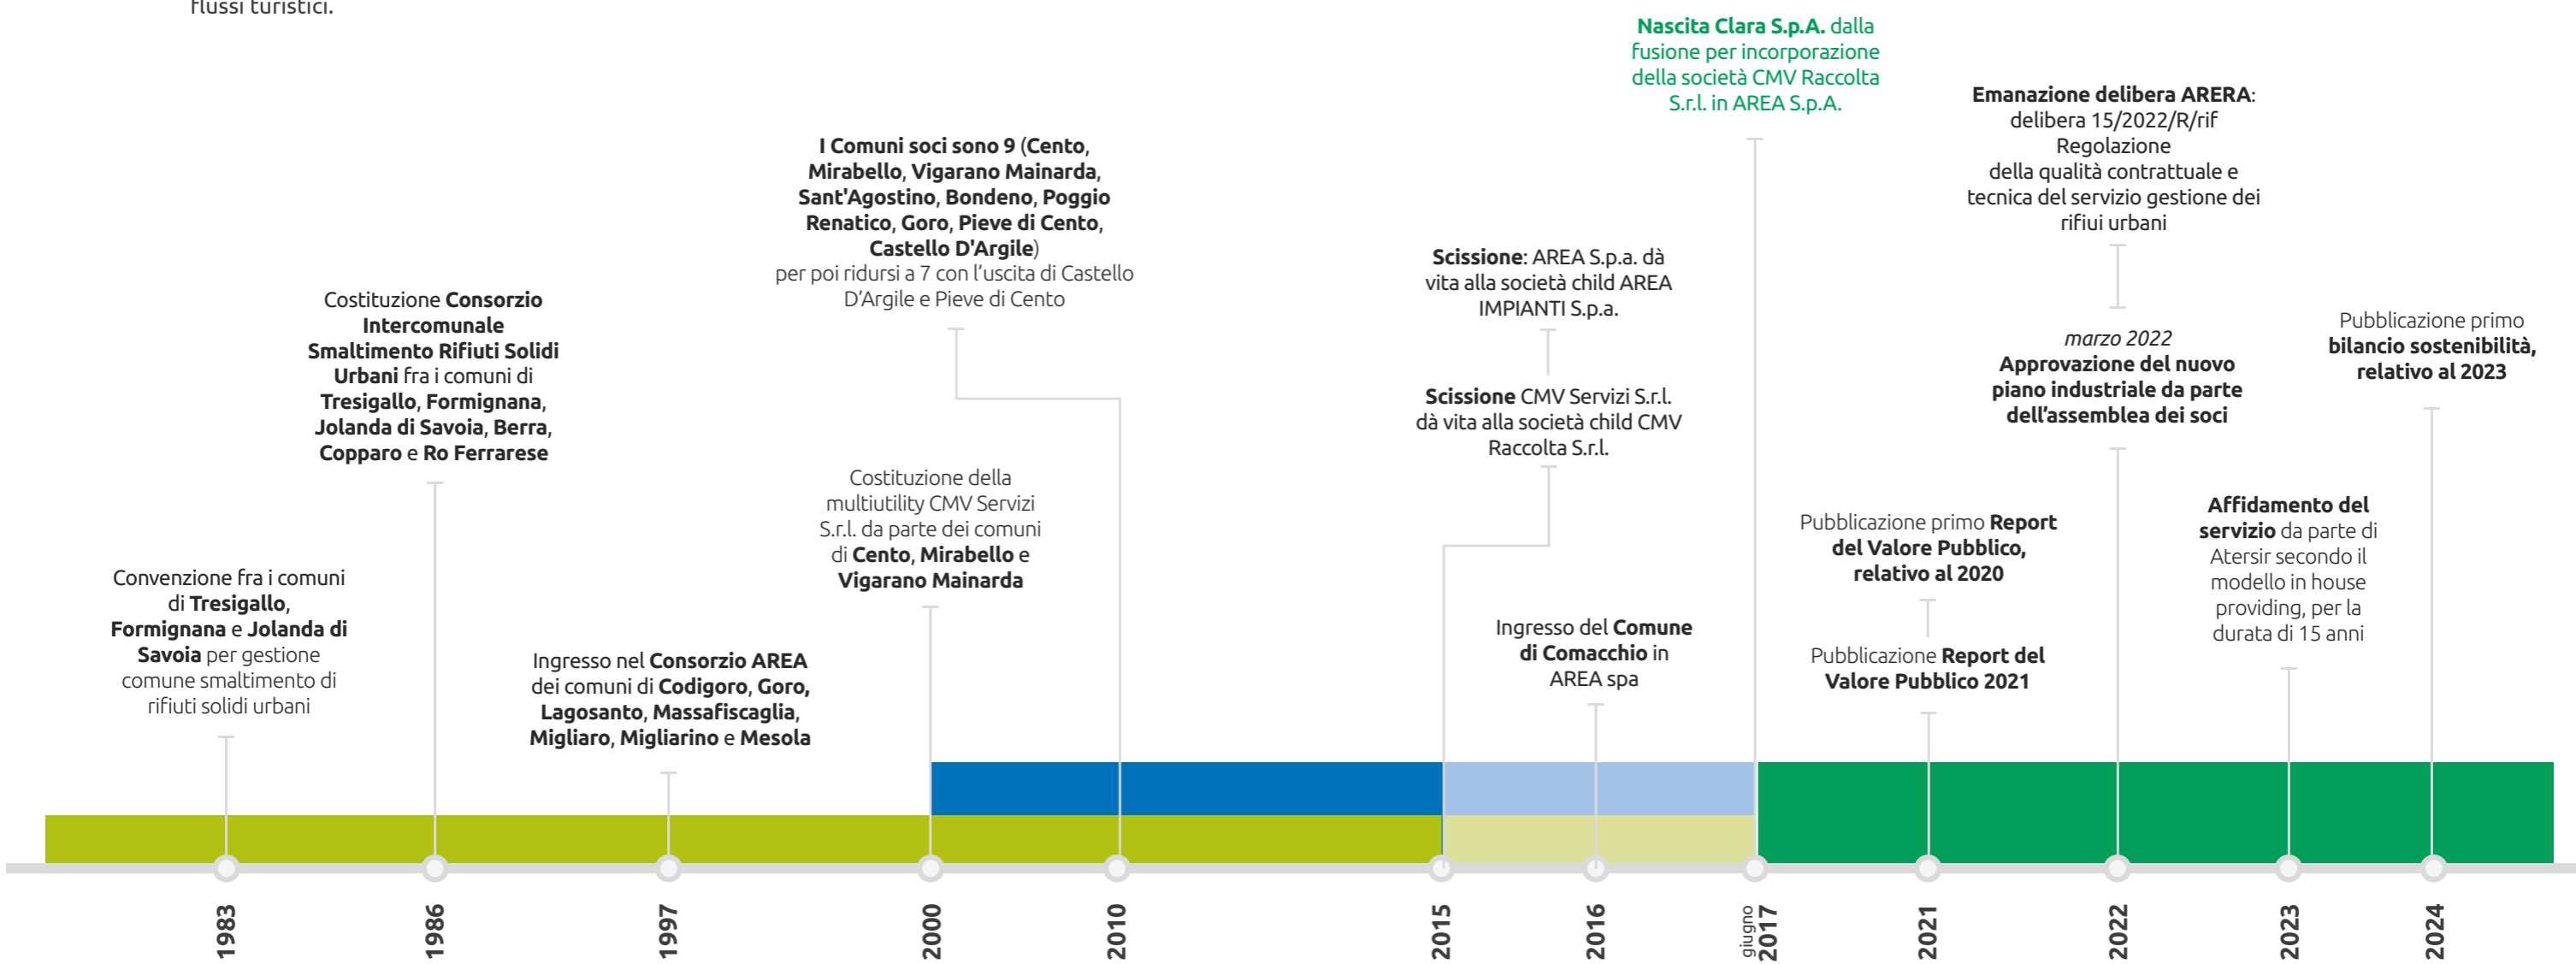 flussi turistici.
Convenzione fra i comuni
di Tresigallo,
Formignana e Jolanda di
Savoia per gestione
comune smaltimento di
rifiuti solidi urbani
Costituzione Consorzio
Intercomunale
Smaltimento Rifiuti Solidi
Urbani fra i comuni di
Tresigallo, Formignana,
Jolanda di Savoia, Berra,
Copparo e Ro Ferrarese
Ingresso nel Consorzio AREA
dei comuni di Codigoro, Goro,
Lagosanto, Massafiscaglia,
Migliaro, Migliarino e Mesola
Costituzione della
multiutility CMV Servizi
S.r.l. da parte dei comuni
di Cento, Mirabello e
Vigarano Mainarda
I Comuni soci sono 9 (Cento,
Mirabello, Vigarano Mainarda,
Sant'Agostino, Bondeno, Poggio
Renatico, Goro, Pieve di Cento,
Castello D'Argile)
per poi ridursi a 7 con l'uscita di Castello
D'Argile e Pieve di Cento
Scissione: AREA S.p.a. dà
vita alla società child AREA
IMPIANTI S.p.a.
Scissione CMV Servizi S.r.l.
dà vita alla società child CMV
Raccolta S.r.l.
Ingresso del Comune
di Comacchio in
AREA spa
Nascita Clara S.p.A. dalla
fusione per incorporazione
della società CMV Raccolta
S.r.l. in AREA S.p.A.
Pubblicazione primo Report
del Valore Pubblico,
relativo al 2020
Pubblicazione Report del
Valore Pubblico 2021
Emanazione delibera ARERA:
delibera 15/2022/R/rif
Regolazione
della qualità contrattuale e
tecnica del servizio gestione dei
rifiui urbani
marzo 2022
Approvazione del nuovo
piano industriale da parte
dell'assemblea dei soci
Affidamento del
servizio da parte di
Atersir secondo il
modello in house
providing, per la
durata di 15 anni
Pubblicazione primo
bilancio sostenibilità,
relativo al 2023
1983
1986
1997
2000
2010
2015
2016
giugno
2017
2021
2022
2023
2024